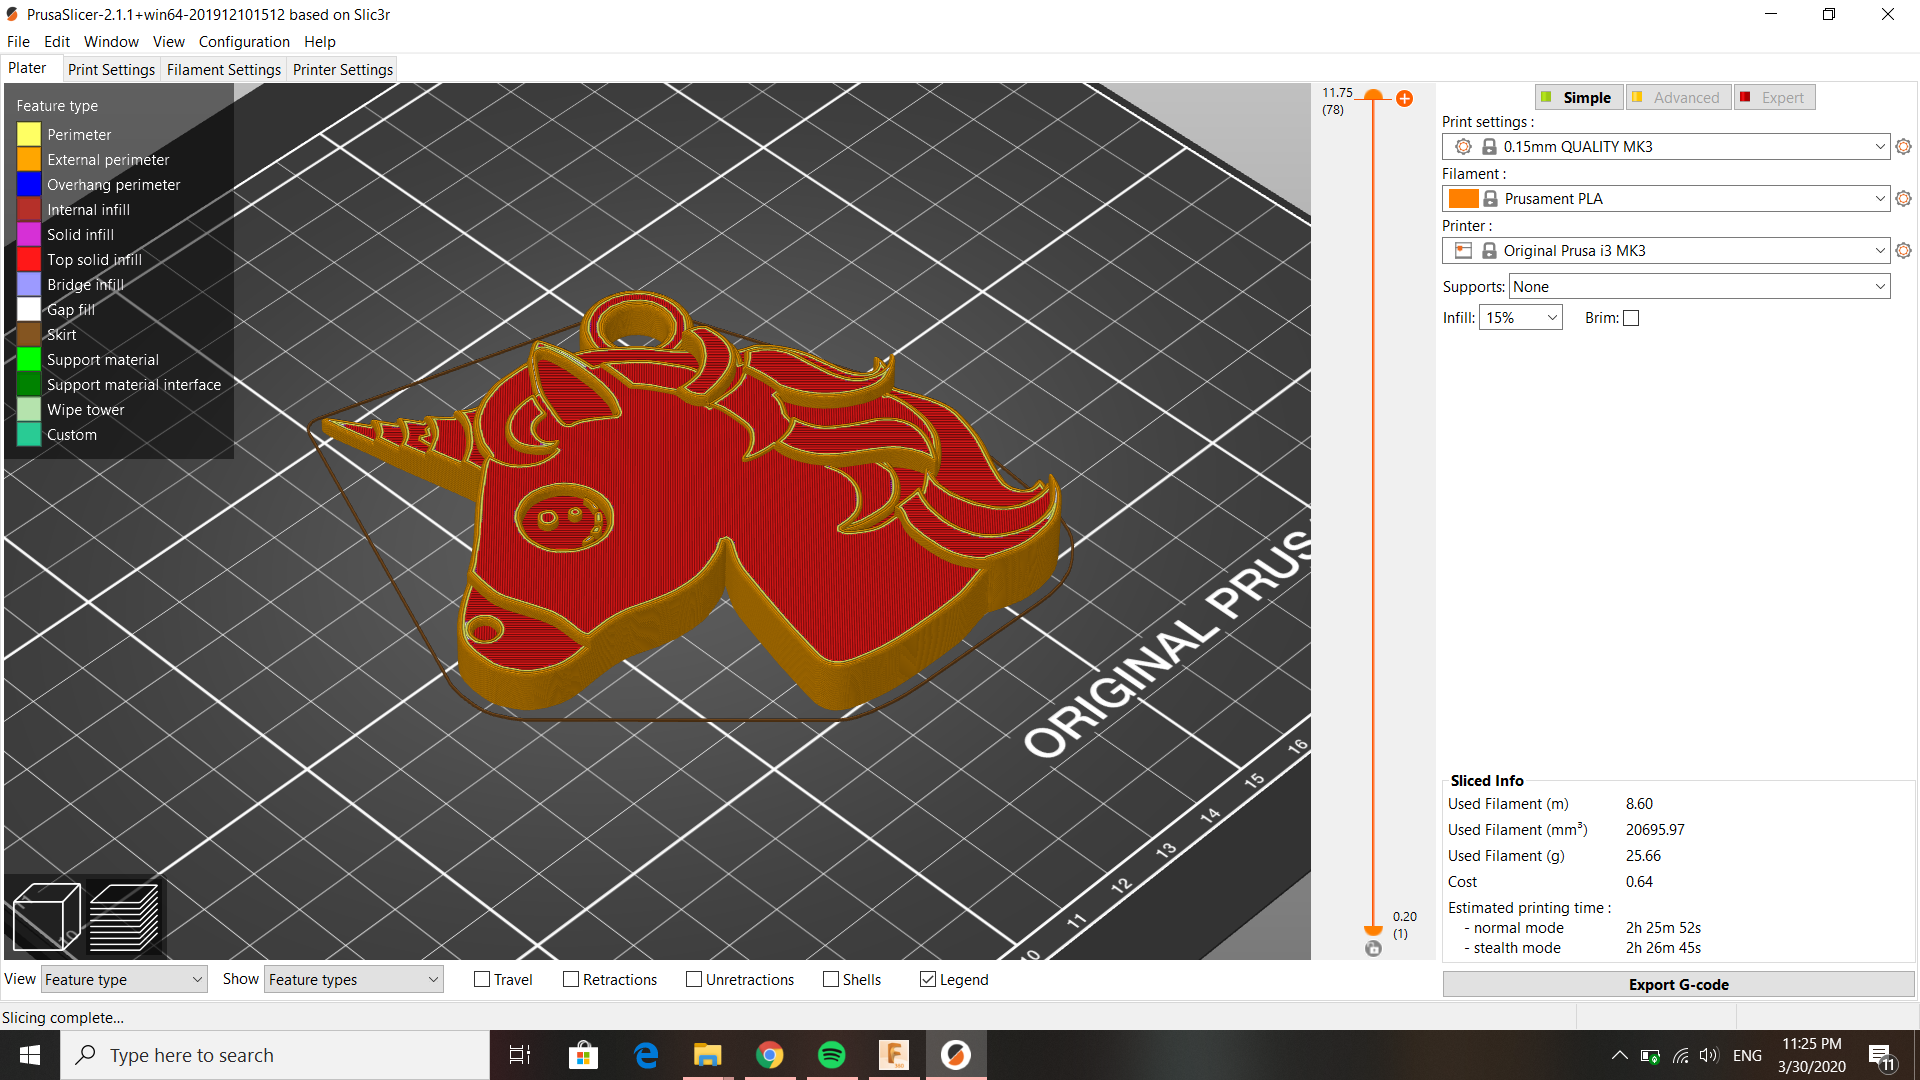 PrusaSlicer-2.1.1+win64-201912101512 based on Slic3r
File Edit Window View Configuration Help
Plater Print Settings Filament Settings Printer Settings
Feature type
Perimeter
External perimeter
Overhang perimeter
Internal infill
Solid infill
Top solid infill
Bridge infill
Gap fill
Skirt
Support material
Support material interface
Wipe tower
Custom
ORIGINAL PRUS
10
11
12
13
14
15
16
11.75
(78)
0.20
(1)
Simple Advanced Expert
Print settings :
0.15mm QUALITY MK3
Filament :
Prusament PLA
Printer :
Original Prusa i3 MK3
Supports: None
Infill: 15% Brim:
Sliced Info
Used Filament (m) 8.60
Used Filament (mm³) 20695.97
Used Filament (g) 25.66
Cost 0.64
Estimated printing time :
- normal mode 2h 25m 52s
- stealth mode 2h 26m 45s
Export G-code
View Feature type Show Feature types Travel Retractions Unretractions Shells Legend
Slicing complete...
Type here to search
ENG
11:25 PM
3/30/2020
11